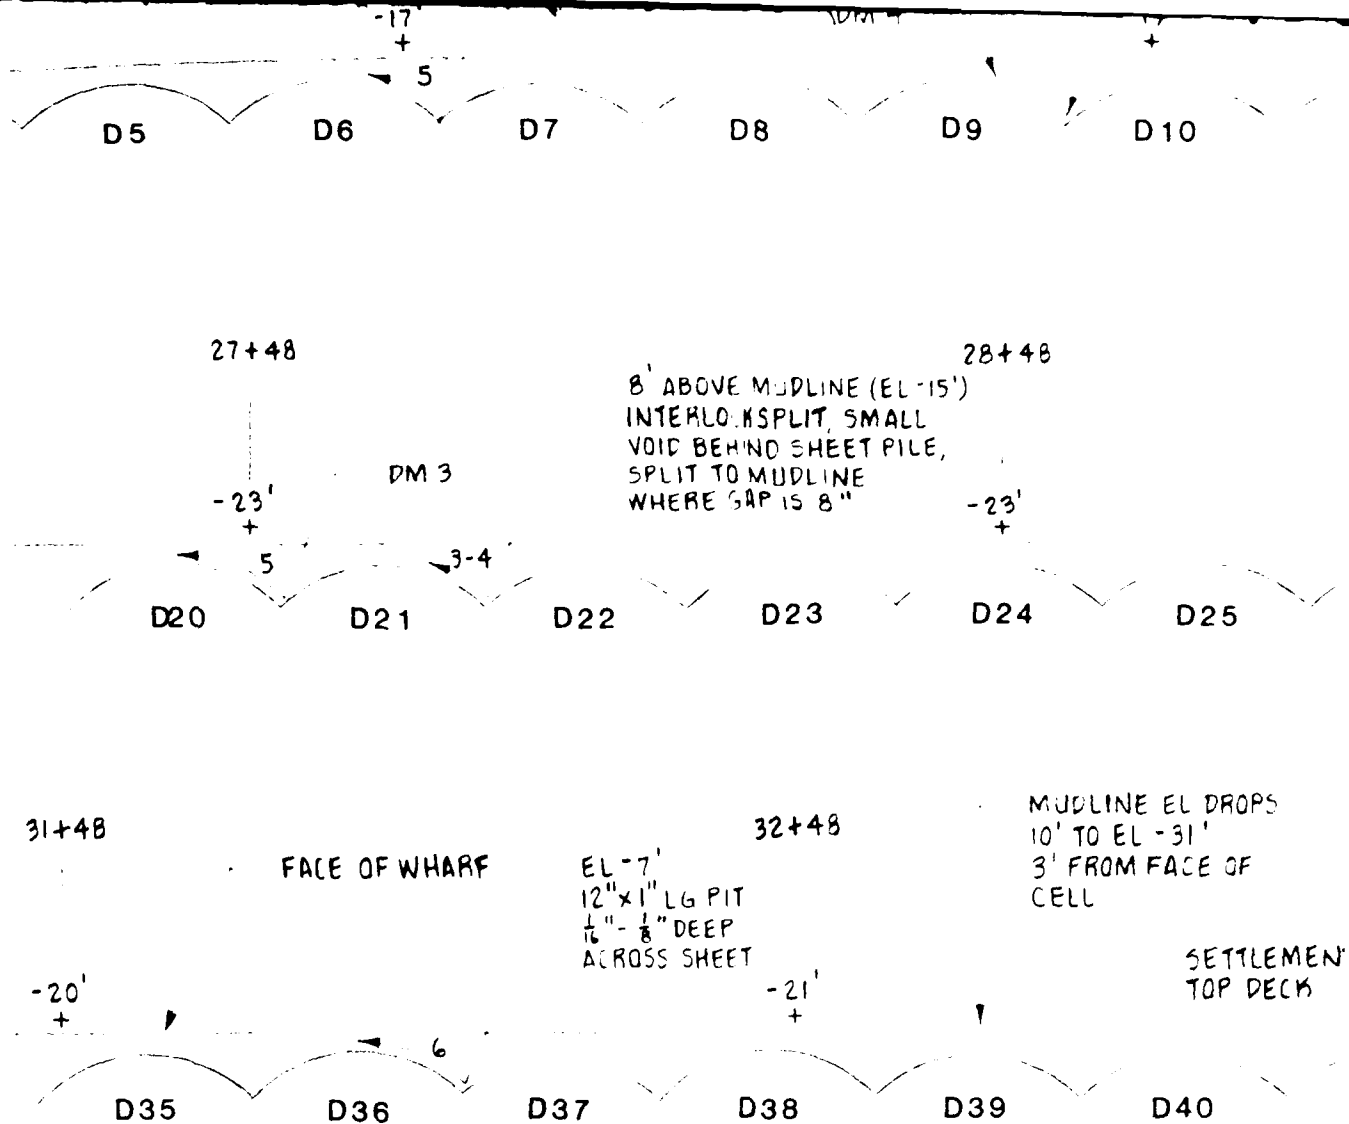 -17'
5
D5 D6 D7 D8 D9 D10
27+48 28+48
8' ABOVE MUDLINE (EL -15')
INTERLOCK SPLIT, SMALL
VOID BEHIND SHEET PILE,
SPLIT TO MUDLINE
WHERE GAP IS 8"
DM 3
-23' -23'
5 3-4
D20 D21 D22 D23 D24 D25
31+48 32+48
FACE OF WHARF
EL -7'
12"x1" LG PIT
1/16" - 1/8" DEEP
ACROSS SHEET
MUDLINE EL DROPS
10' TO EL -31'
3' FROM FACE OF
CELL
SETTLEMEN
TOP DECK
-20' -21'
6
D35 D36 D37 D38 D39 D40